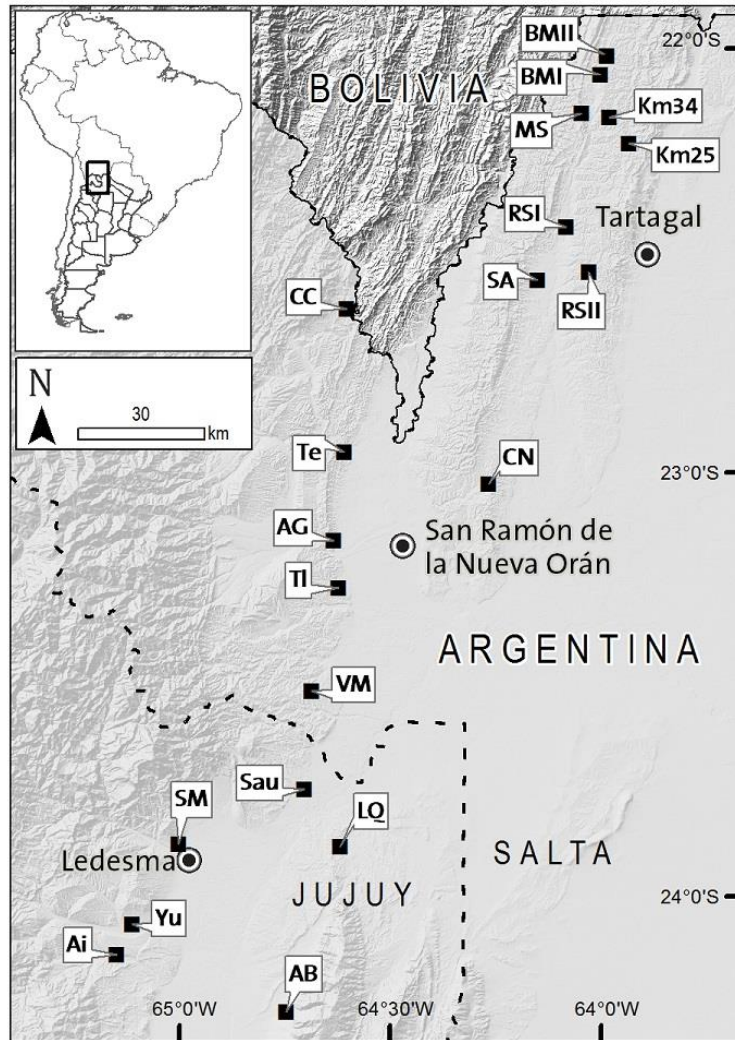 BMII
22°0'S
BOLIVIA
BMI
Km34
MS
Km25
RSI
Tartagal
SA
CC
RSII
N
30
km
Te
CN
23°0'S
AG
San Ramón de
la Nueva Orán
Tl
ARGENTINA
VM
Sau
SM
LQ
Ledesma
SALTA
JUJUY
24°0'S
Yu
Ai
AB
65°0'W
64°30'W
64°0'W